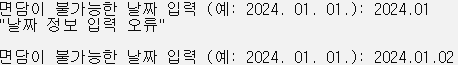 면담이 불가능한 날짜 입력 (예: 2024. 01. 01.): 2024.01
"날짜 정보 입력 오류"
면담이 불가능한 날짜 입력 (예: 2024. 01. 01.): 2024.01.02